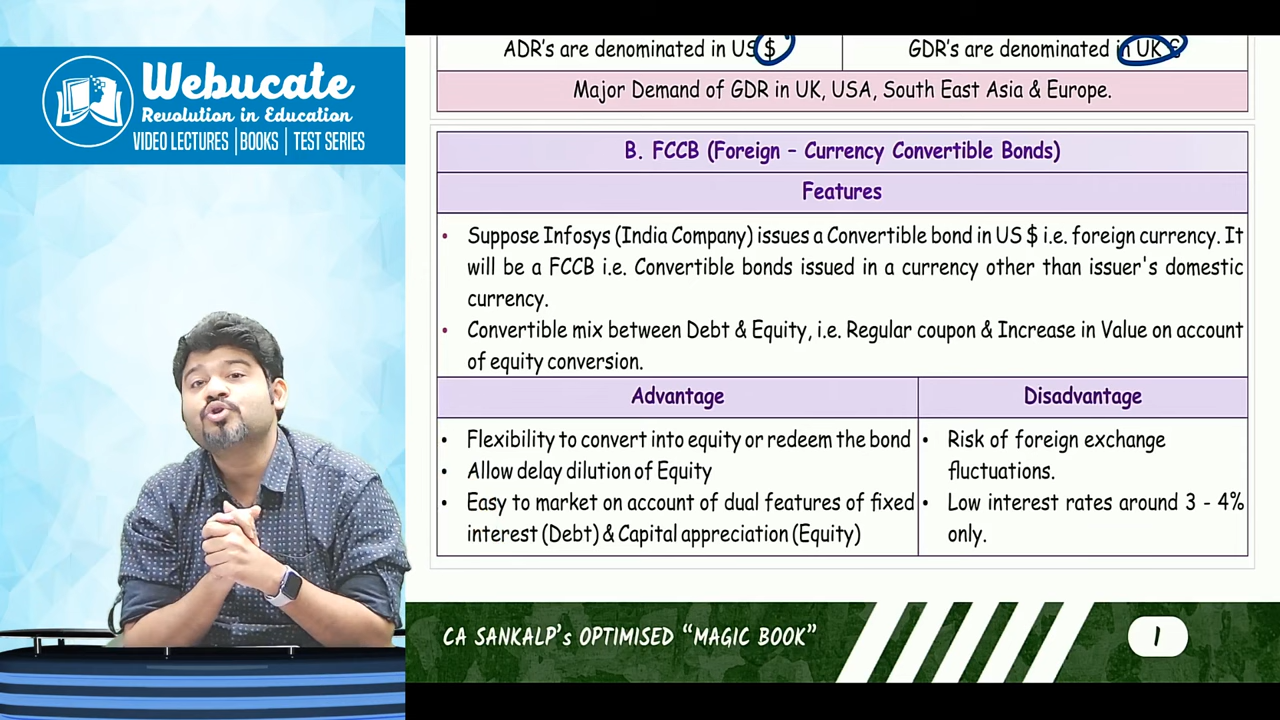 Webucate
Revolution in Education
VIDEO LECTURES | BOOKS | TEST SERIES
ADR's are denominated in US $
GDR's are denominated in UK £
Major Demand of GDR in UK, USA, South East Asia & Europe.
B. FCCB (Foreign – Currency Convertible Bonds)
Features
• Suppose Infosys (India Company) issues a Convertible bond in US $ i.e. foreign currency. It
will be a FCCB i.e. Convertible bonds issued in a currency other than issuer's domestic
currency.
• Convertible mix between Debt & Equity, i.e. Regular coupon & Increase in Value on account
of equity conversion.
Advantage
• Flexibility to convert into equity or redeem the bond
• Allow delay dilution of Equity
• Easy to market on account of dual features of fixed
interest (Debt) & Capital appreciation (Equity)
Disadvantage
• Risk of foreign exchange
fluctuations.
• Low interest rates around 3 - 4%
only.
CA SANKALP's OPTIMISED "MAGIC BOOK"
1